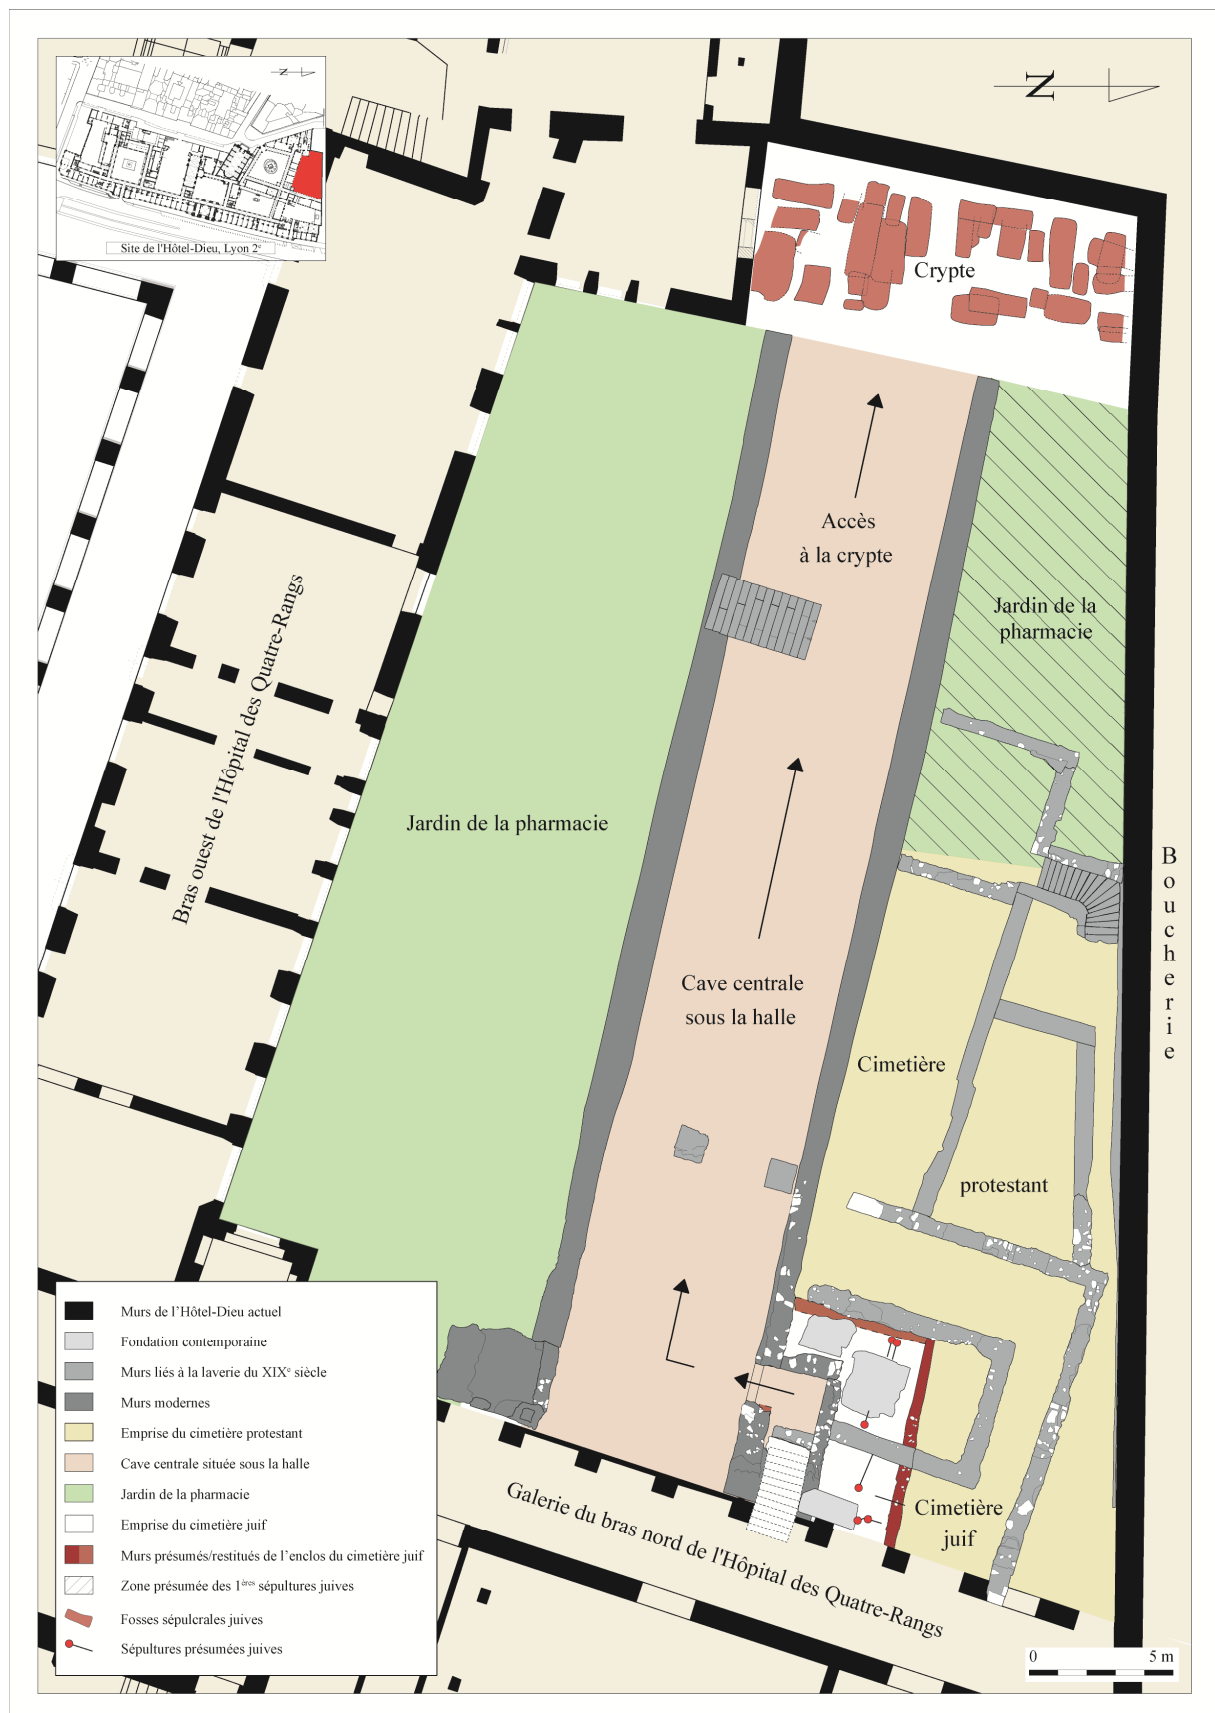 N
Site de l'Hôtel-Dieu, Lyon 2e
N
Crypte
Accès
à la crypte
Jardin de la
pharmacie
Bras ouest de l'Hôpital des Quatre-Rangs
Jardin de la pharmacie
Boucherie
Cave centrale
sous la halle
Cimetière
protestant
Cimetière
juif
Galerie du bras nord de l'Hôpital des Quatre-Rangs
Murs de l'Hôtel-Dieu actuel
Fondation contemporaine
Murs liés à la laverie du XIXe siècle
Murs modernes
Emprise du cimetière protestant
Cave centrale située sous la halle
Jardin de la pharmacie
Emprise du cimetière juif
Murs présumés/restitués de l'enclos du cimetière juif
Zone présumée des 1ères sépultures juives
Fosses sépulcrales juives
Sépultures présumées juives
0 5 m